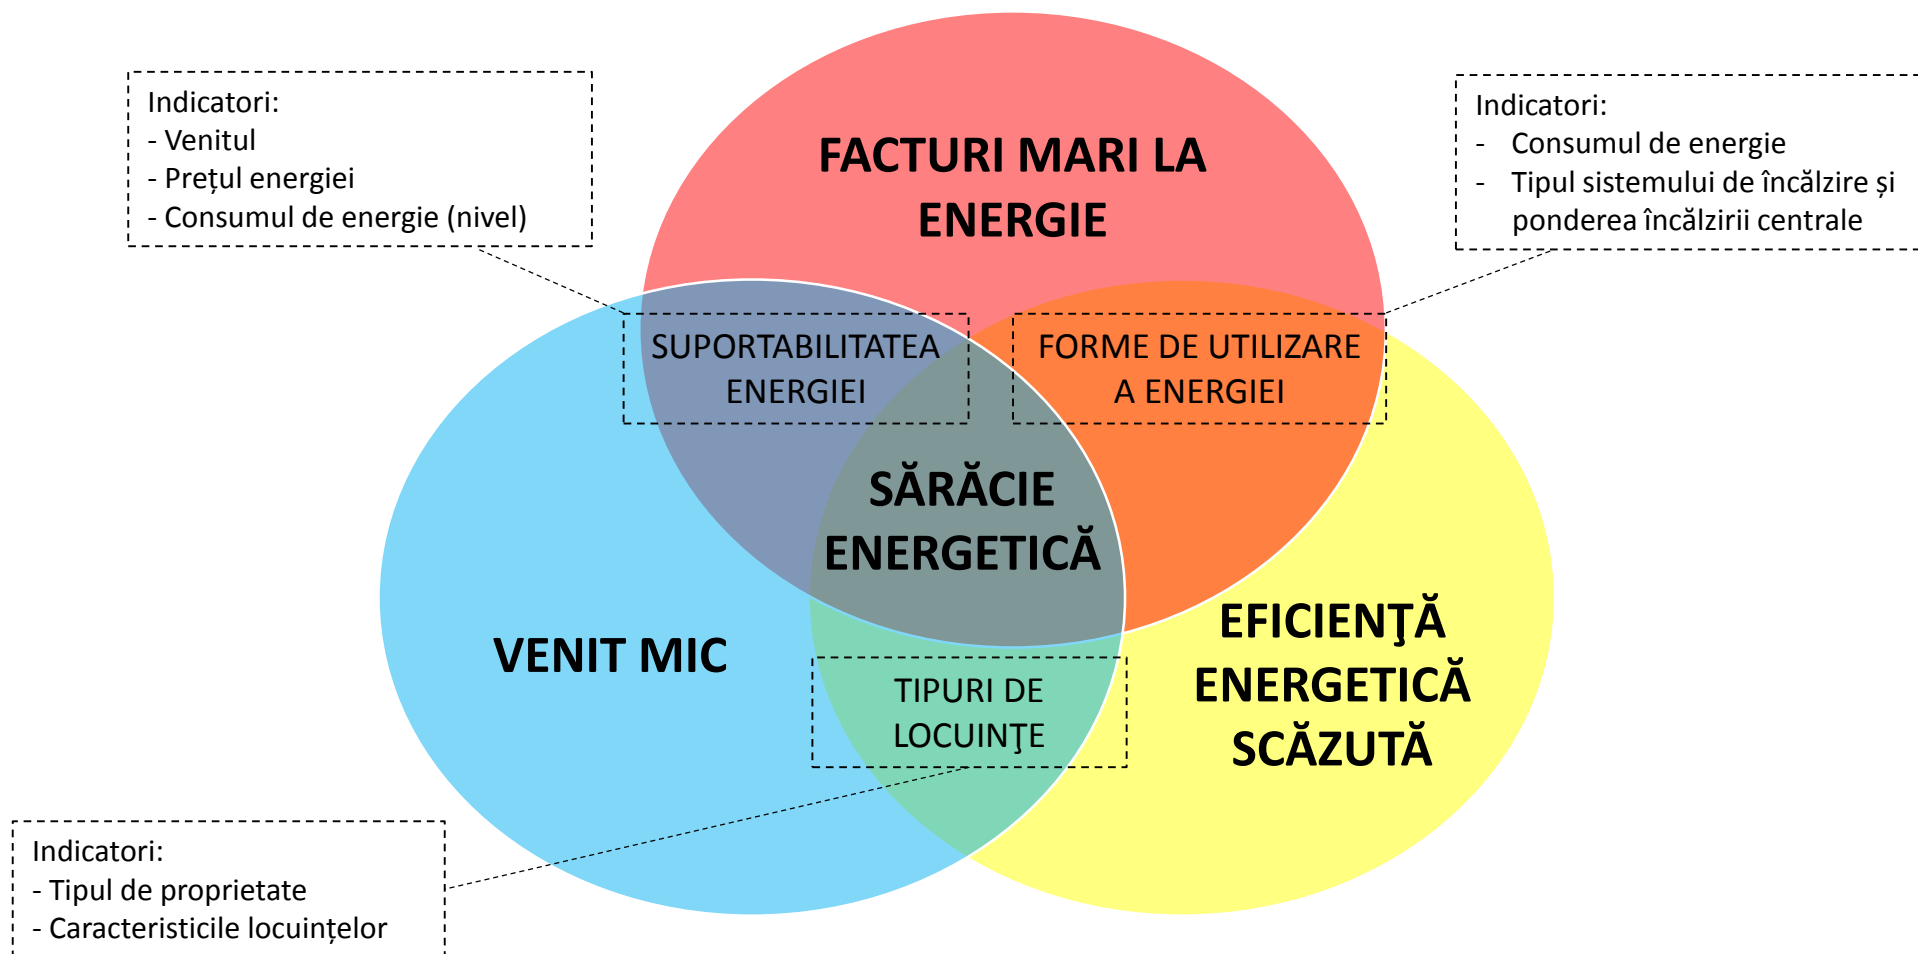 Indicatori:
- Venitul
- Prețul energiei
- Consumul de energie (nivel)
FACTURI MARI LA
ENERGIE
Indicatori:
- Consumul de energie
- Tipul sistemului de încălzire și
ponderea încălzirii centrale
SUPORTABILITATEA
ENERGIEI
FORME DE UTILIZARE
A ENERGIEI
SĂRĂCIE
ENERGETICĂ
VENIT MIC
EFICIENŢĂ
ENERGETICĂ
SCĂZUTĂ
TIPURI DE
LOCUINŢE
Indicatori:
- Tipul de proprietate
- Caracteristicile locuințelor